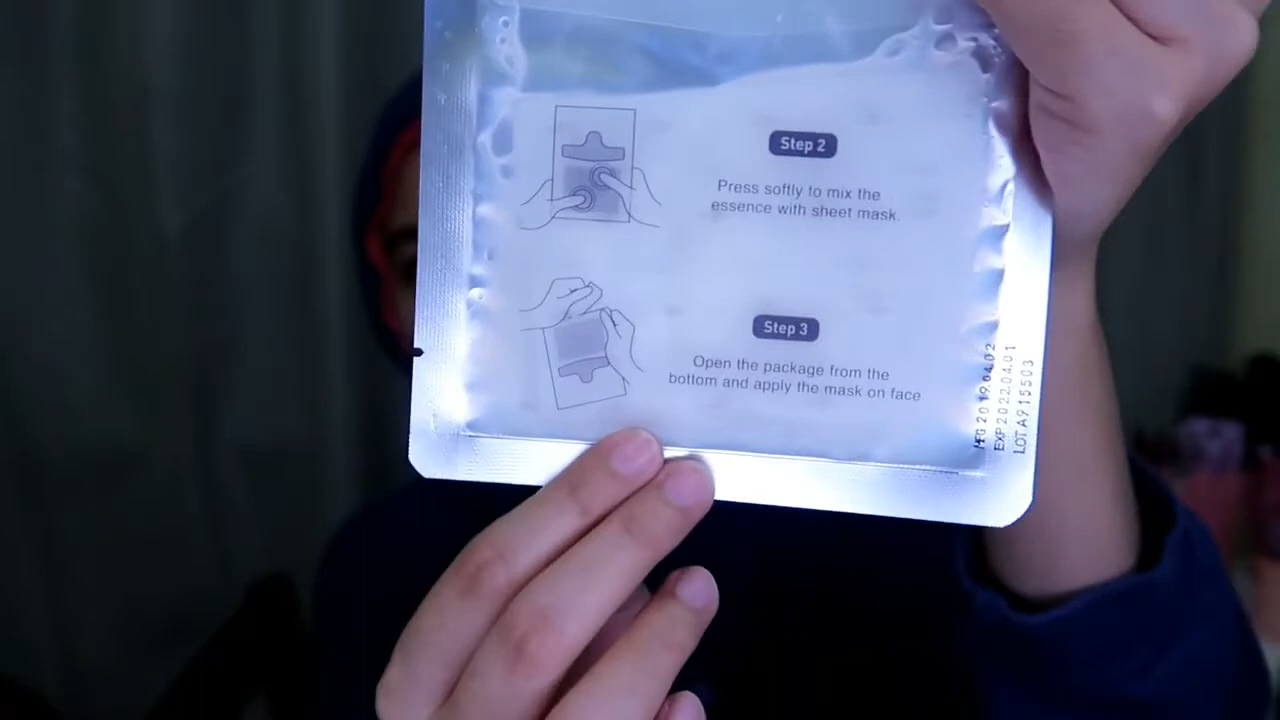 Step 2
Press softly to mix the
essence with sheet mask.
Step 3
Open the package from the
bottom and apply the mask on face
MFG 2019.04.02
EXP 2022.04.01
LOT A915503